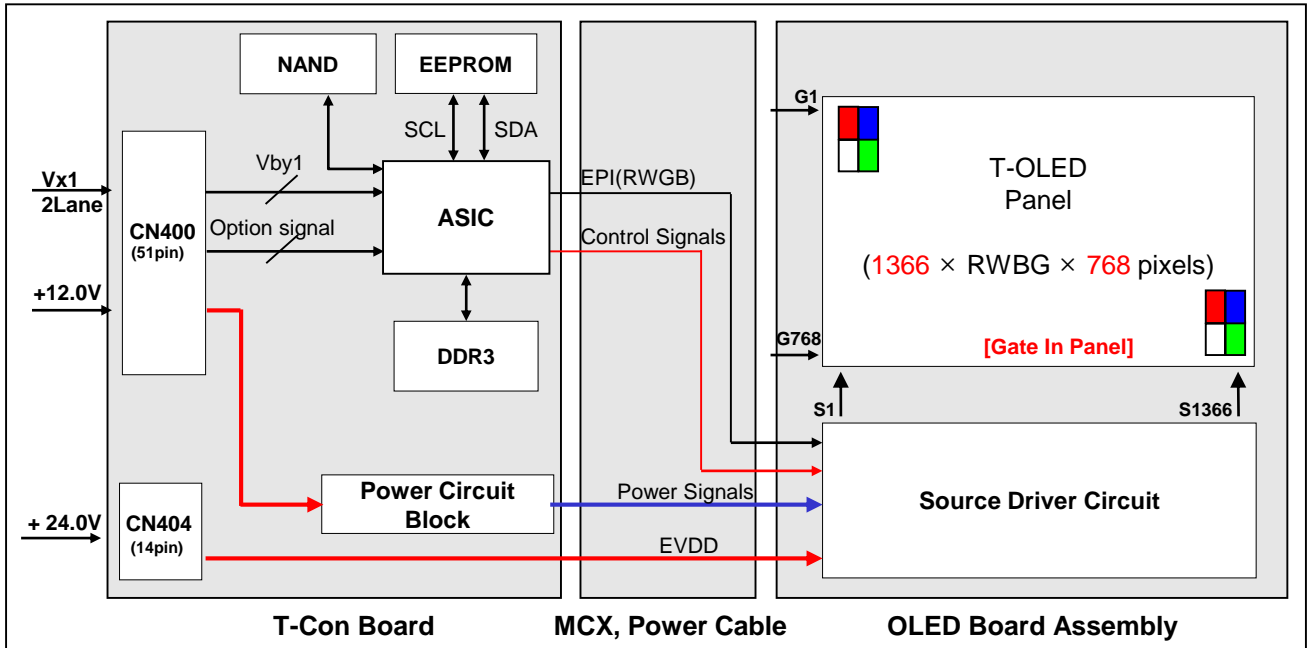 NAND
EEPROM
SCL
SDA
G1
T-OLED
Panel
Vx1
2Lane
Vby1
EPI(RWGB)
ASIC
CN400
(51pin)
Option signal
Control Signals
(1366 × RWBG × 768 pixels)
+12.0V
DDR3
G768
[Gate In Panel]
S1
S1366
Power Circuit
Block
Power Signals
Source Driver Circuit
+ 24.0V
CN404
(14pin)
EVDD
T-Con Board
MCX, Power Cable
OLED Board Assembly